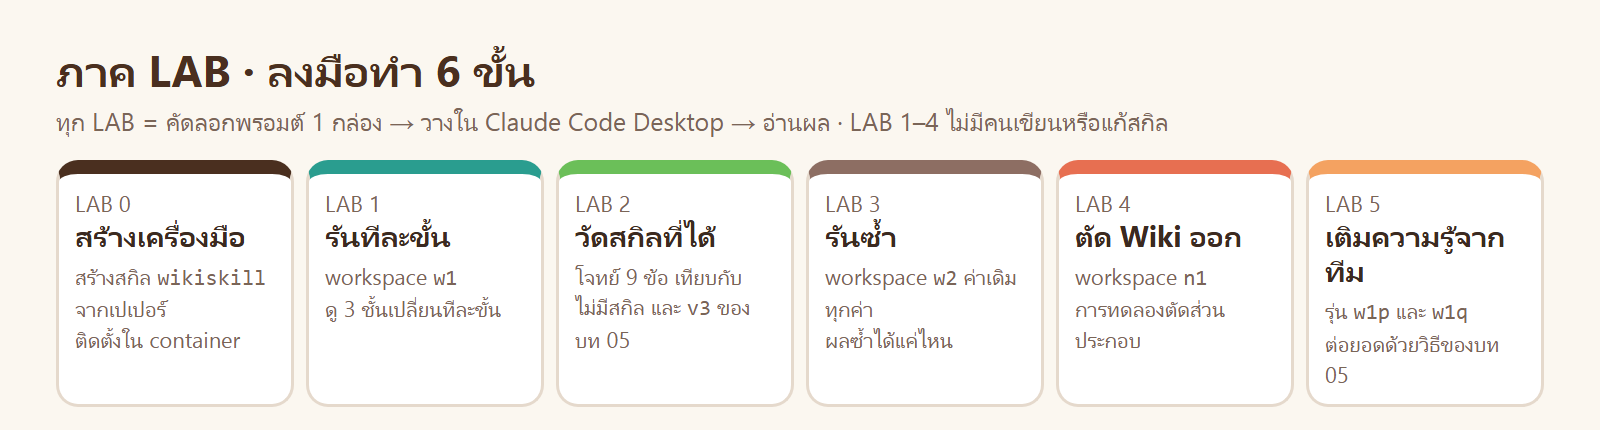 ภาค LAB · ลงมือทำ 6 ขั้น
ทุก LAB = คัดลอกพรอมต์ 1 กล่อง → วางใน Claude Code Desktop → อ่านผล · LAB 1–4 ไม่มีคนเขียนหรือแก้สกิล
LAB 0
สร้างเครื่องมือ
สร้างสกิล wikiskill
จากเปเปอร์
ติดตั้งใน container
LAB 1
รันทีละขั้น
workspace w1
ดู 3 ชั้นเปลี่ยนทีละขั้น
LAB 2
วัดสกิลที่ได้
โจทย์ 9 ข้อ เทียบกับ
ไม่มีสกิล และ v3 ของ
บท 05
LAB 3
รันซ้ำ
workspace w2 ค่าเดิม
ทุกค่า
ผลซ้ำได้แค่ไหน
LAB 4
ตัด Wiki ออก
workspace n1
การทดลองตัดส่วน
ประกอบ
LAB 5
เติมความรู้จาก
ทีม
รุ่น w1p และ w1q
ต่อยอดด้วยวิธีของบท
05